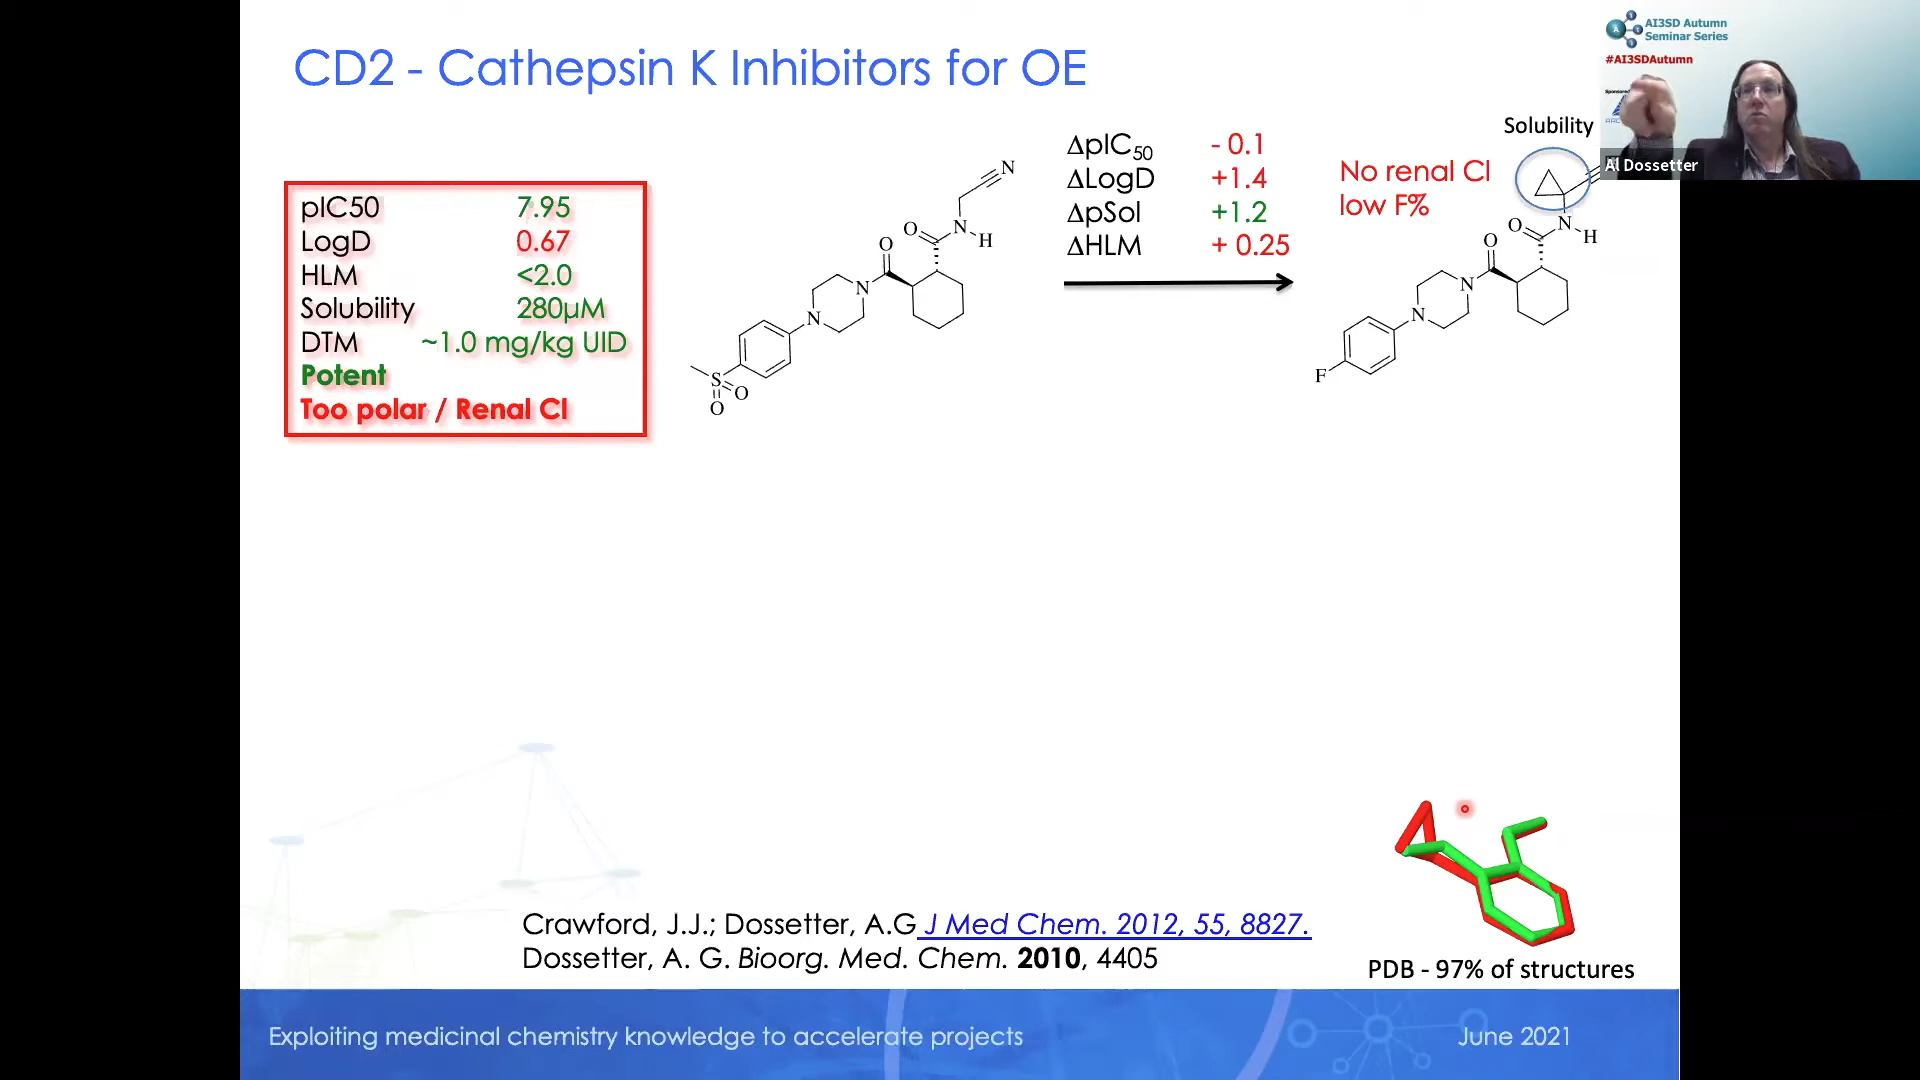 CD2 - Cathepsin K Inhibitors for OE
AI3SD Autumn
Seminar Series
#AI3SDAutumn
Al Dossetter
pIC50 7.95
LogD 0.67
HLM <2.0
Solubility 280µM
DTM ~1.0 mg/kg UID
Potent
Too polar / Renal Cl
N
O
O
N
H
N
N
S
O
O
ΔpIC50 - 0.1
ΔLogD +1.4
ΔpSol +1.2
ΔHLM + 0.25
No renal Cl
low F%
Solubility
O
N
H
O
N
N
F
Crawford, J.J.; Dossetter, A.G J Med Chem. 2012, 55, 8827.
Dossetter, A. G. Bioorg. Med. Chem. 2010, 4405
PDB - 97% of structures
Exploiting medicinal chemistry knowledge to accelerate projects
June 2021